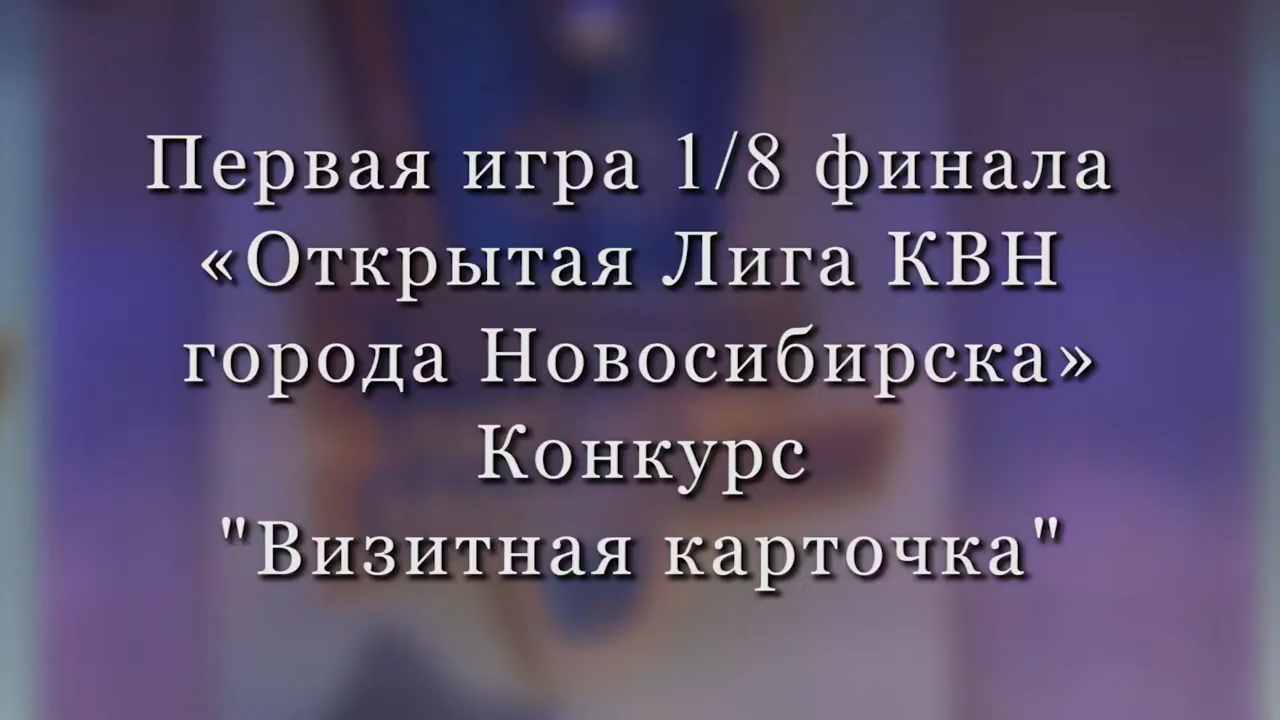 Первая игра 1/8 финала
«Открытая Лига КВН
города Новосибирска»
Конкурс
"Визитная карточка"